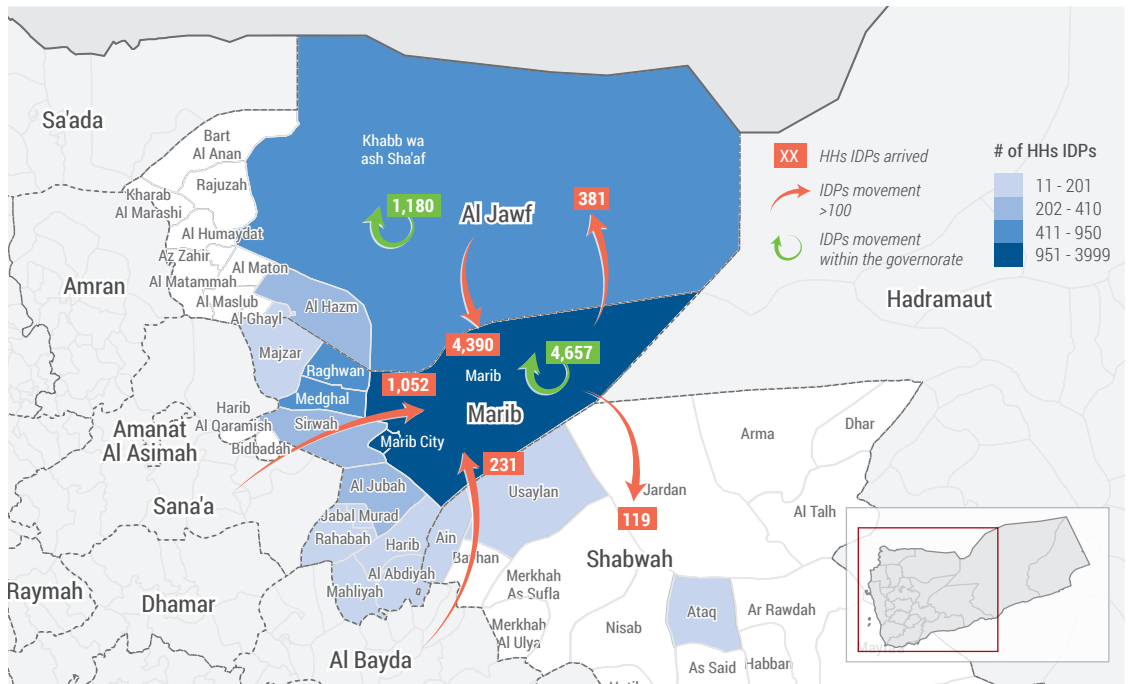 Sa'ada
Bart
Al Anan
Khabb wa
ash Sha'af
XX
HHs IDPs arrived
# of HHs IDPs
Rajuzah
IDPs movement
>100
11 - 201
202 - 410
411 - 950
951 - 3999
Kharab
Al Marashi
1,180
Al Jawf
381
IDPs movement
within the governorate
Al Humaydat
Az Zahir
Al Maton
Al Matammah
Amran
Al Maslub
Al Hazm
Hadramaut
Al Ghayl
Majzar
4,390
4,657
Raghwan
1,052
Marib
Medghal
Harib
Al Qaramish
Sirwah
Marib
Amanat
Al Asimah
Bidbadah
Marib City
Arma
Dhar
231
Al Jubah
Usaylan
Jardan
Sana'a
119
Al Talh
Jabal Murad
Rahabah
Harib
Ain
Bayhan
Shabwah
Al Abdiyah
Merkhah
As Sufla
Raymah
Dhamar
Mahliyah
Ataq
Ar Rawdah
Merkhah
Al Ulya
Nisab
Al Bayda
As Said
Habban